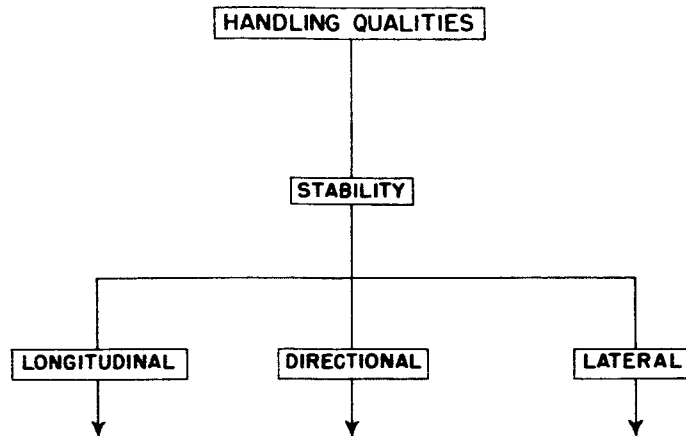 HANDLING QUALITIES
STABILITY
LONGITUDINAL
DIRECTIONAL
LATERAL